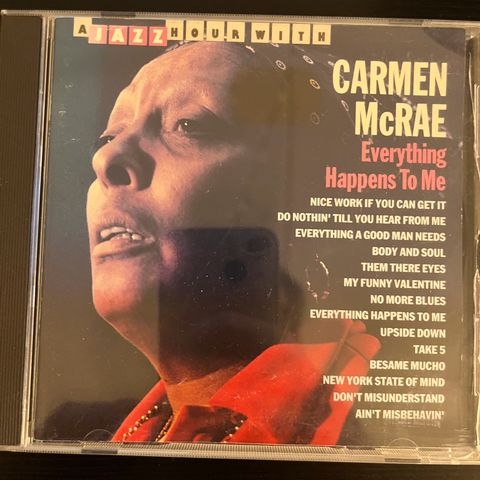 A JAZZ HOUR WITH
CARMEN
McRAE
Everything
Happens To Me
NICE WORK IF YOU CAN GET IT
DO NOTHIN' TILL YOU HEAR FROM ME
EVERYTHING A GOOD MAN NEEDS
BODY AND SOUL
THEM THERE EYES
MY FUNNY VALENTINE
NO MORE BLUES
EVERYTHING HAPPENS TO ME
UPSIDE DOWN
TAKE 5
BESAME MUCHO
NEW YORK STATE OF MIND
DON'T MISUNDERSTAND
AIN'T MISBEHAVIN'